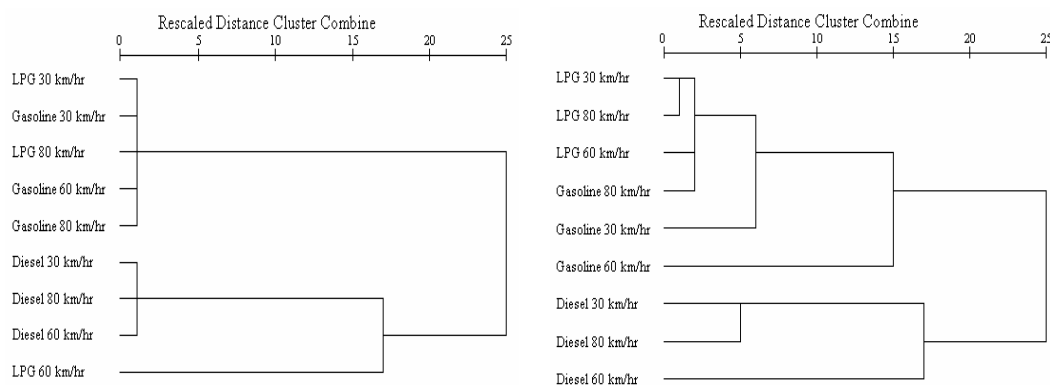 Rescaled Distance Cluster Combine
0 5 10 15 20 25
LPG 30 km/hr
Gasoline 30 km/hr
LPG 80 km/hr
Gasoline 60 km/hr
Gasoline 80 km/hr
Diesel 30 km/hr
Diesel 80 km/hr
Diesel 60 km/hr
LPG 60 km/hr
Rescaled Distance Cluster Combine
0 5 10 15 20 25
LPG 30 km/hr
LPG 80 km/hr
LPG 60 km/hr
Gasoline 80 km/hr
Gasoline 30 km/hr
Gasoline 60 km/hr
Diesel 30 km/hr
Diesel 80 km/hr
Diesel 60 km/hr